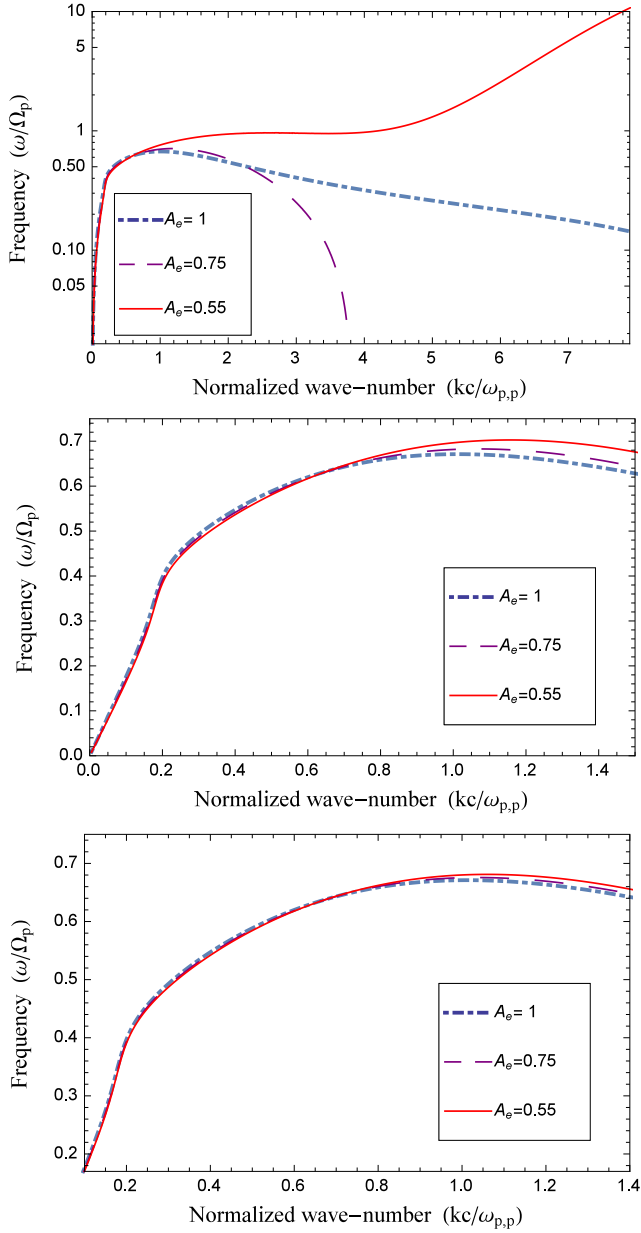 10
5
1
0.50
0.10
0.05
Frequency (ω/Ωp)
Ae= 1
Ae=0.75
Ae=0.55
0 1 2 3 4 5 6 7
Normalized wave−number (kc/ωp,p)
0.7
0.6
0.5
0.4
0.3
0.2
0.1
0.0
Frequency (ω/Ωp)
Ae= 1
Ae=0.75
Ae=0.55
0.0 0.2 0.4 0.6 0.8 1.0 1.2 1.4
Normalized wave−number (kc/ωp,p)
0.7
0.6
0.5
0.4
0.3
0.2
Frequency (ω/Ωp)
Ae= 1
Ae=0.75
Ae=0.55
0.2 0.4 0.6 0.8 1.0 1.2 1.4
Normalized wave−number (kc/ωp,p)